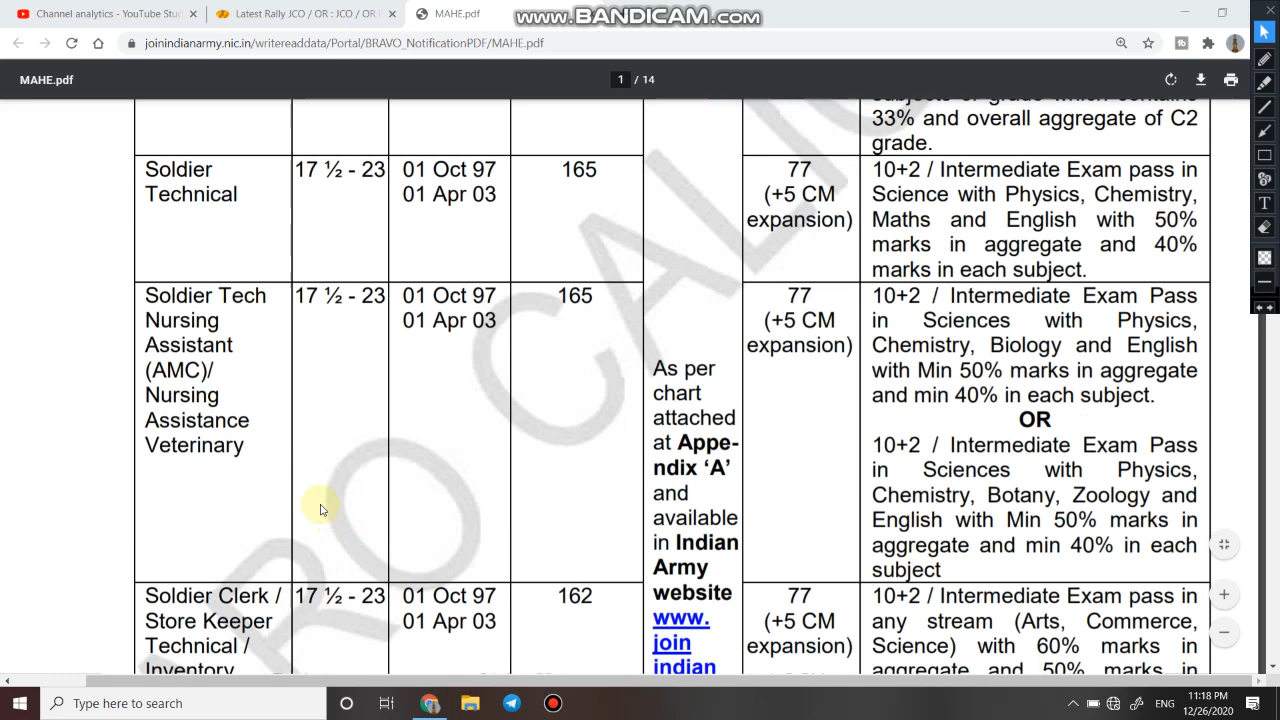 Channel analytics - YouTube Stu
Latest Rally JCO / OR : JCO / OR
MAHE.pdf
www.BANDICAM.com
joinindianarmy.nic.in/writereaddata/Portal/BRAVO_NotificationPDF/MAHE.pdf
MAHE.pdf
1 / 14
33% and overall aggregate of C2
grade.
Soldier
Technical
17 ½ - 23
01 Oct 97
01 Apr 03
165
77
(+5 CM
expansion)
10+2 / Intermediate Exam pass in
Science with Physics, Chemistry,
Maths and English with 50%
marks in aggregate and 40%
marks in each subject.
Soldier Tech
Nursing
Assistant
(AMC)/
Nursing
Assistance
Veterinary
17 ½ - 23
01 Oct 97
01 Apr 03
165
As per
chart
attached
at Appe-
ndix ‘A’
and
available
in Indian
Army
website
www.
join
indian
77
(+5 CM
expansion)
10+2 / Intermediate Exam Pass
in Sciences with Physics,
Chemistry, Biology and English
with Min 50% marks in aggregate
and min 40% in each subject.
OR
10+2 / Intermediate Exam Pass
in Sciences with Physics,
Chemistry, Botany, Zoology and
English with Min 50% marks in
aggregate and min 40% in each
subject
Soldier Clerk /
Store Keeper
Technical /
Inventory
17 ½ - 23
01 Oct 97
01 Apr 03
162
77
(+5 CM
expansion)
10+2 / Intermediate Exam pass in
any stream (Arts, Commerce,
Science) with 60% marks in
aggregate and 50% marks in
RO CALIC
Type here to search
ENG
11:18 PM
12/26/2020